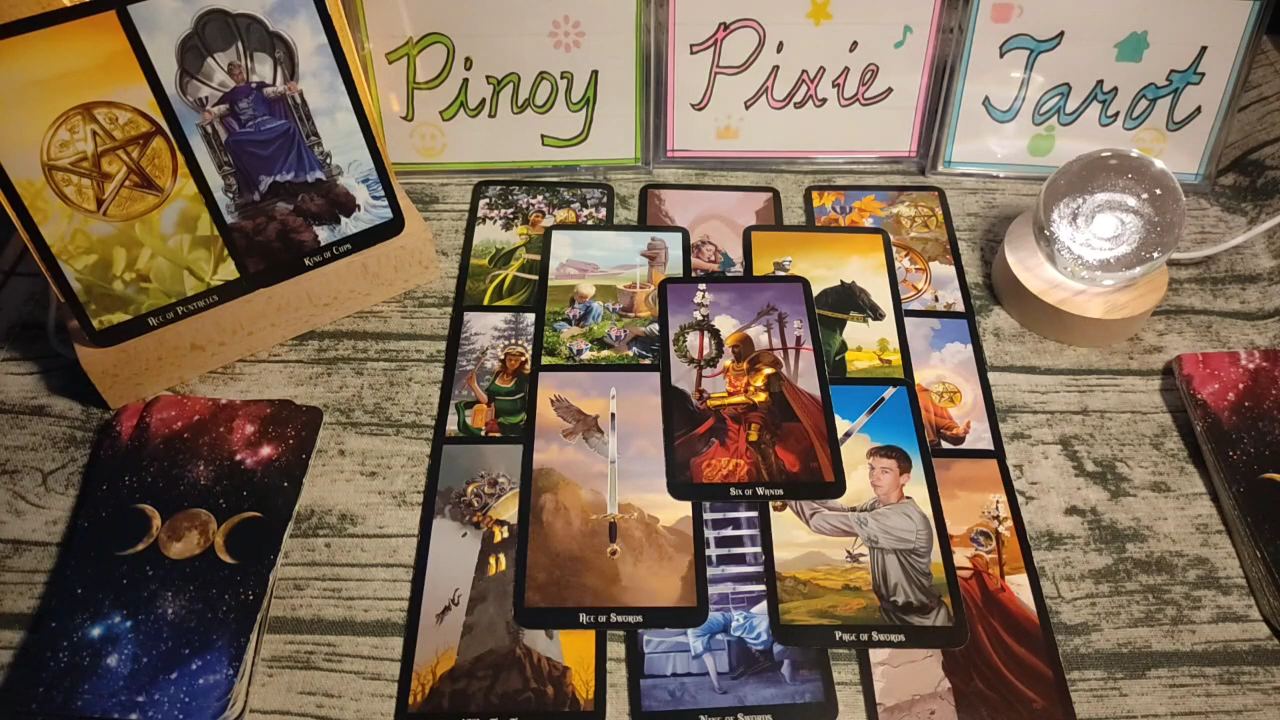 Pinoy
Pixie
Tarot
Ace of Pentacles
King of Cups
Six of Wands
Ace of Swords
Page of Swords
Nine of Swords